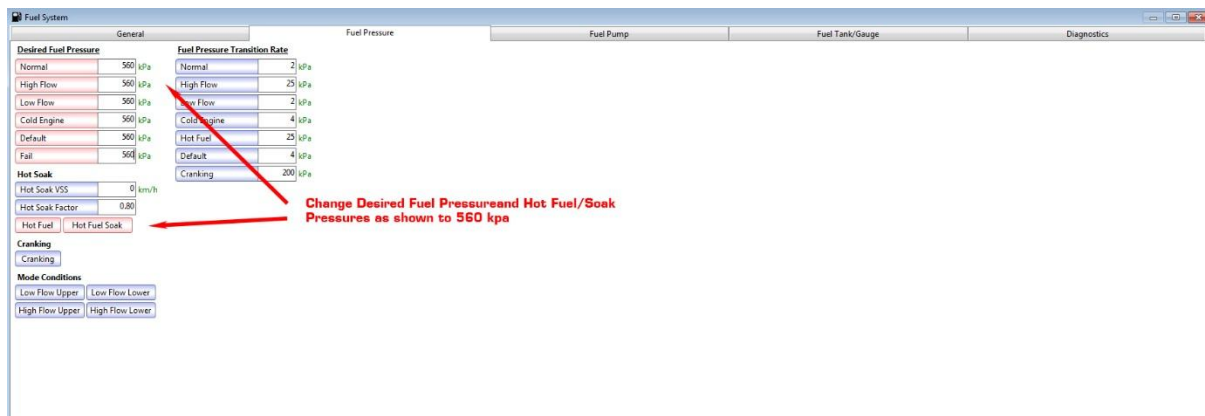 Fuel System
General Fuel Pressure Fuel Pump Fuel Tank/Gauge Diagnostics
Desired Fuel Pressure Fuel Pressure Transition Rate
Normal 560 kPa Normal 2 kPa
High Flow 560 kPa High Flow 25 kPa
Low Flow 560 kPa Low Flow 2 kPa
Cold Engine 560 kPa Cold Engine 4 kPa
Default 560 kPa Hot Fuel 25 kPa
Fail 560 kPa Default 4 kPa
Hot Soak Cranking 200 kPa
Hot Soak VSS 0 km/h
Hot Soak Factor 0.80
Change Desired Fuel Pressureand Hot Fuel/Soak
Pressures as shown to 560 kpa
Hot Fuel Hot Fuel Soak
Cranking
Cranking
Mode Conditions
Low Flow Upper Low Flow Lower
High Flow Upper High Flow Lower